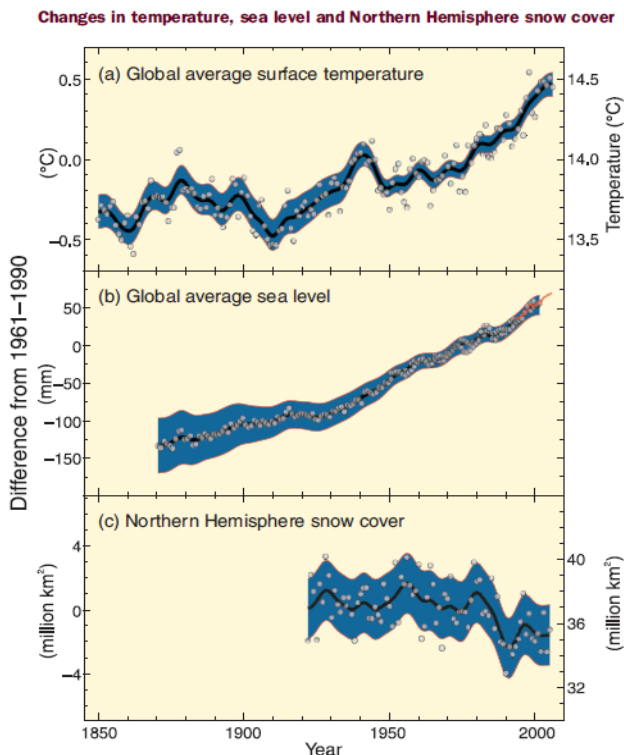 Changes in temperature, sea level and Northern Hemisphere snow cover
(a) Global average surface temperature
0.5
0.0
−0.5
(°C)
14.5
14.0
13.5
Temperature (°C)
Difference from 1961–1990
(b) Global average sea level
50
0
−50
−100
−150
(mm)
(c) Northern Hemisphere snow cover
4
0
−4
(million km²)
40
36
32
(million km²)
1850 1900 1950 2000
Year